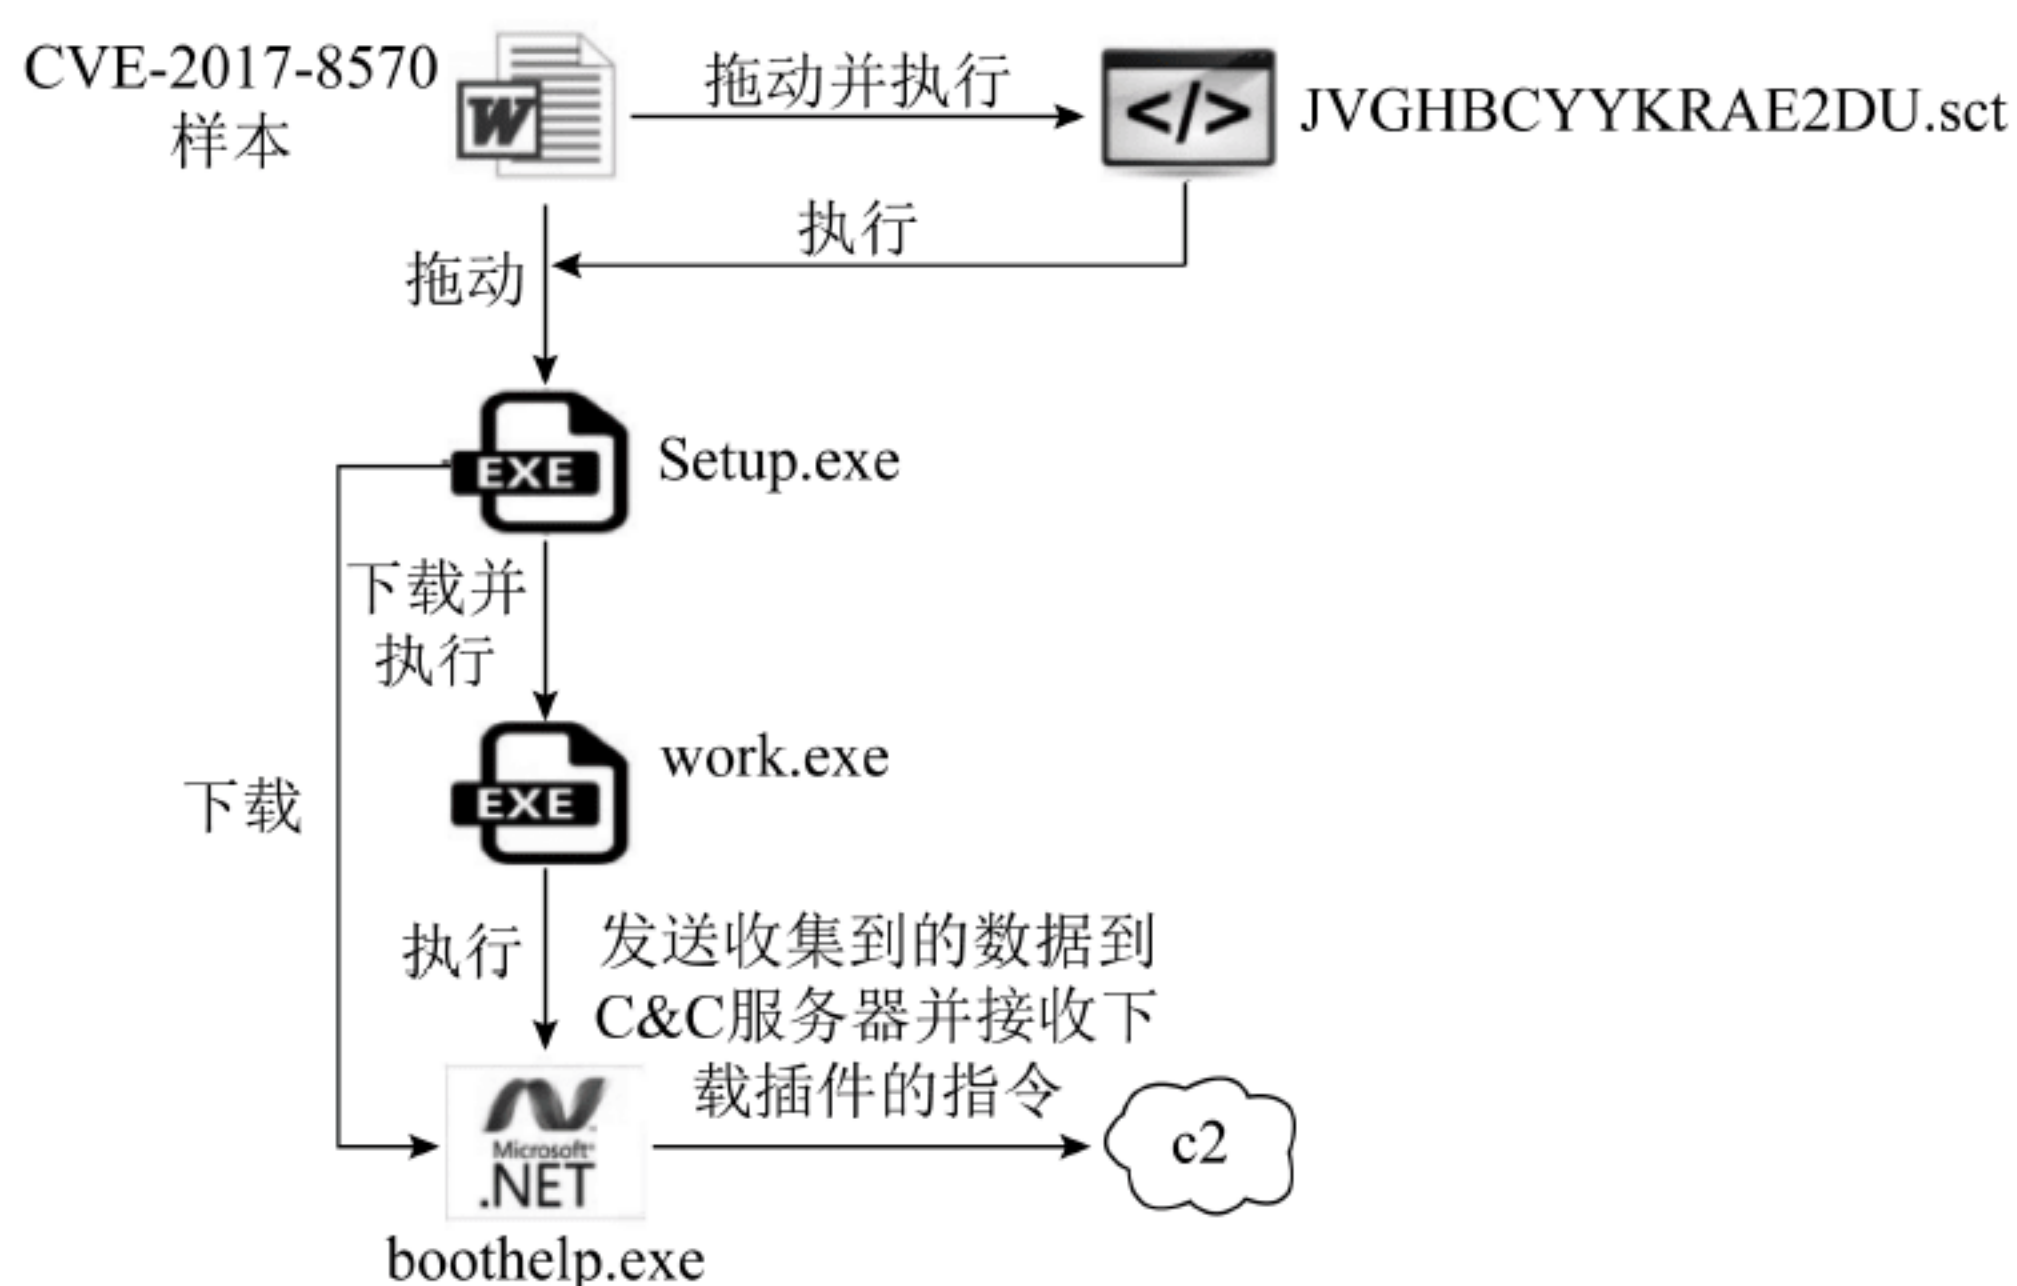 CVE-2017-8570
样本
W
拖动并执行
</>
JVGHBCYYKRAE2DU.sct
执行
拖动
EXE
Setup.exe
下载并
执行
下载
EXE
work.exe
执行
发送收集到的数据到
C&C服务器并接收下
载插件的指令
Microsoft
.NET
boothelp.exe
c2